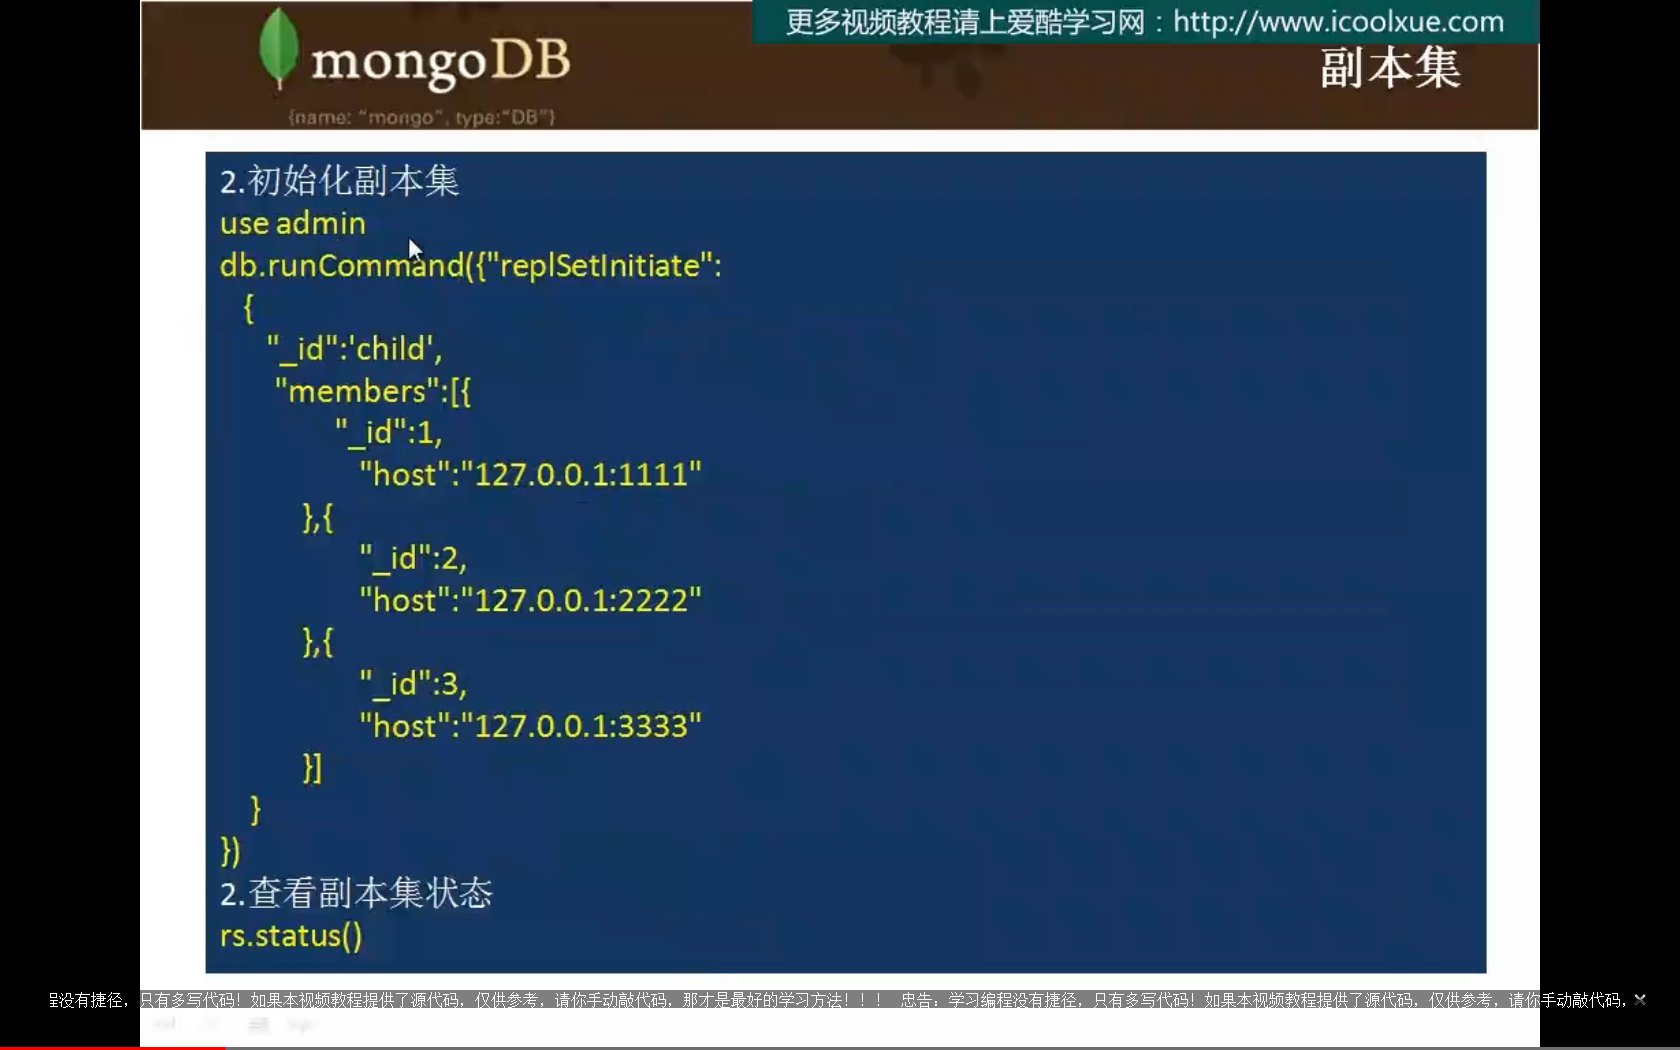 更多视频教程请上爱酷学习网：http://www.icoolxue.com
mongoDB
副本集
{name: "mongo", type:"DB"}
2.初始化副本集
use admin
db.runCommand({"replSetInitiate":
{
"_id":'child',
"members":[{
"_id":1,
"host":"127.0.0.1:1111"
},{
"_id":2,
"host":"127.0.0.1:2222"
},{
"_id":3,
"host":"127.0.0.1:3333"
}]
}
})
2.查看副本集状态
rs.status()
程没有捷径，只有多写代码！如果本视频教程提供了源代码，仅供参考，请你手动敲代码，那才是最好的学习方法！！！ 忠告：学习编程没有捷径，只有多写代码！如果本视频教程提供了源代码，仅供参考，请你手动敲代码，